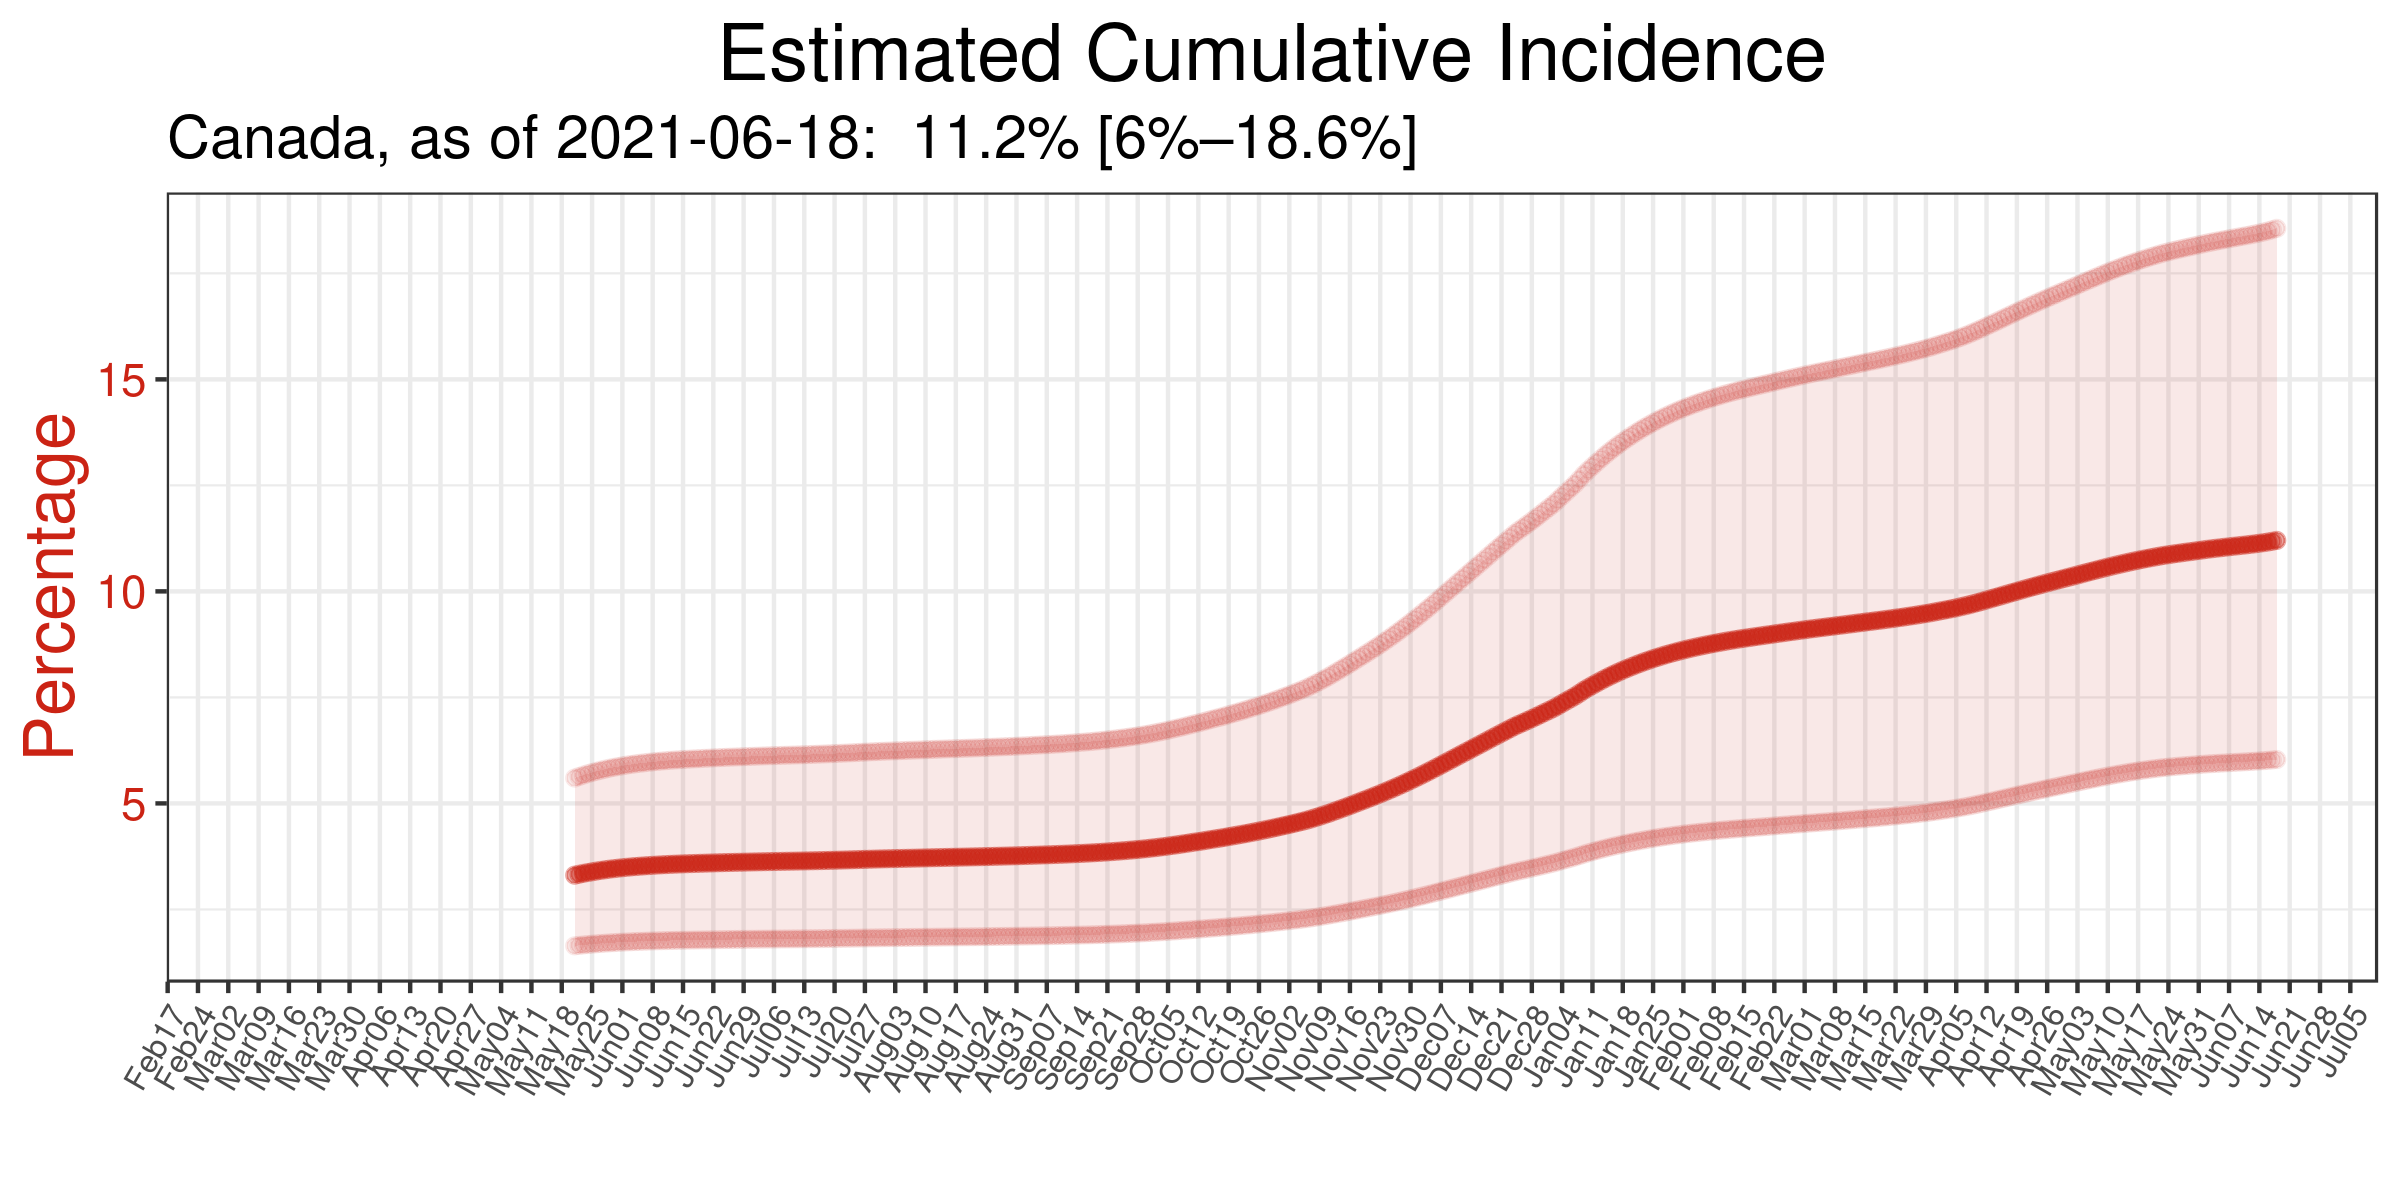 Estimated Cumulative Incidence
Canada, as of 2021-06-18:  11.2% [6%–18.6%]
Percentage
15
10
5
Feb17
Feb24
Mar02
Mar09
Mar16
Mar23
Mar30
Apr06
Apr13
Apr20
Apr27
May04
May11
May18
May25
Jun01
Jun08
Jun15
Jun22
Jun29
Jul06
Jul13
Jul20
Jul27
Aug03
Aug10
Aug17
Aug24
Aug31
Sep07
Sep14
Sep21
Sep28
Oct05
Oct12
Oct19
Oct26
Nov02
Nov09
Nov16
Nov23
Nov30
Dec07
Dec14
Dec21
Dec28
Jan04
Jan11
Jan18
Jan25
Feb01
Feb08
Feb15
Feb22
Mar01
Mar08
Mar15
Mar22
Mar29
Apr05
Apr12
Apr19
Apr26
May03
May10
May17
May24
May31
Jun07
Jun14
Jun21
Jun28
Jul05